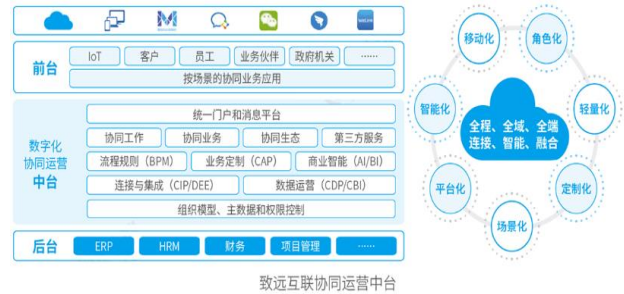 前台
IoT 客户 员工 业务伙伴 政府机关 ……
按场景的协同业务应用
数字化
协同运营
中台
统一门户和消息平台
协同工作 协同业务 协同生态 第三方服务
流程规则（BPM） 业务定制（CAP） 商业智能（AI/BI）
连接与集成（CIP/DEE） 数据运营（CDP/CBI）
组织模型、主数据和权限控制
后台
ERP HRM 财务 项目管理 ……
移动化 角色化
智能化 轻量化
全程、全域、全端
连接、智能、融合
平台化 定制化
场景化
致远互联协同运营中台